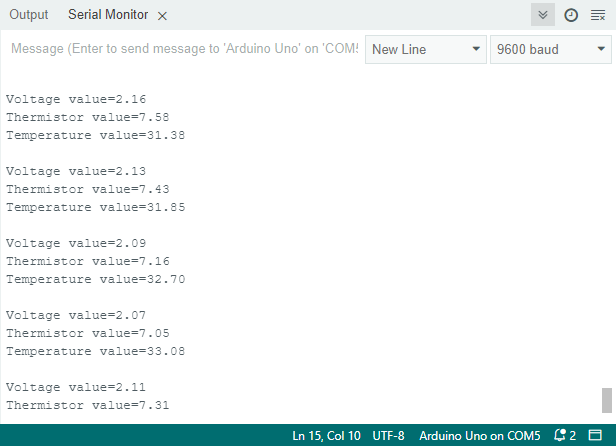 Output Serial Monitor
Message (Enter to send message to 'Arduino Uno' on 'COM5 New Line 9600 baud
Voltage value=2.16
Thermistor value=7.58
Temperature value=31.38
Voltage value=2.13
Thermistor value=7.43
Temperature value=31.85
Voltage value=2.09
Thermistor value=7.16
Temperature value=32.70
Voltage value=2.07
Thermistor value=7.05
Temperature value=33.08
Voltage value=2.11
Thermistor value=7.31
Ln 15, Col 10 UTF-8 Arduino Uno on COM5 2